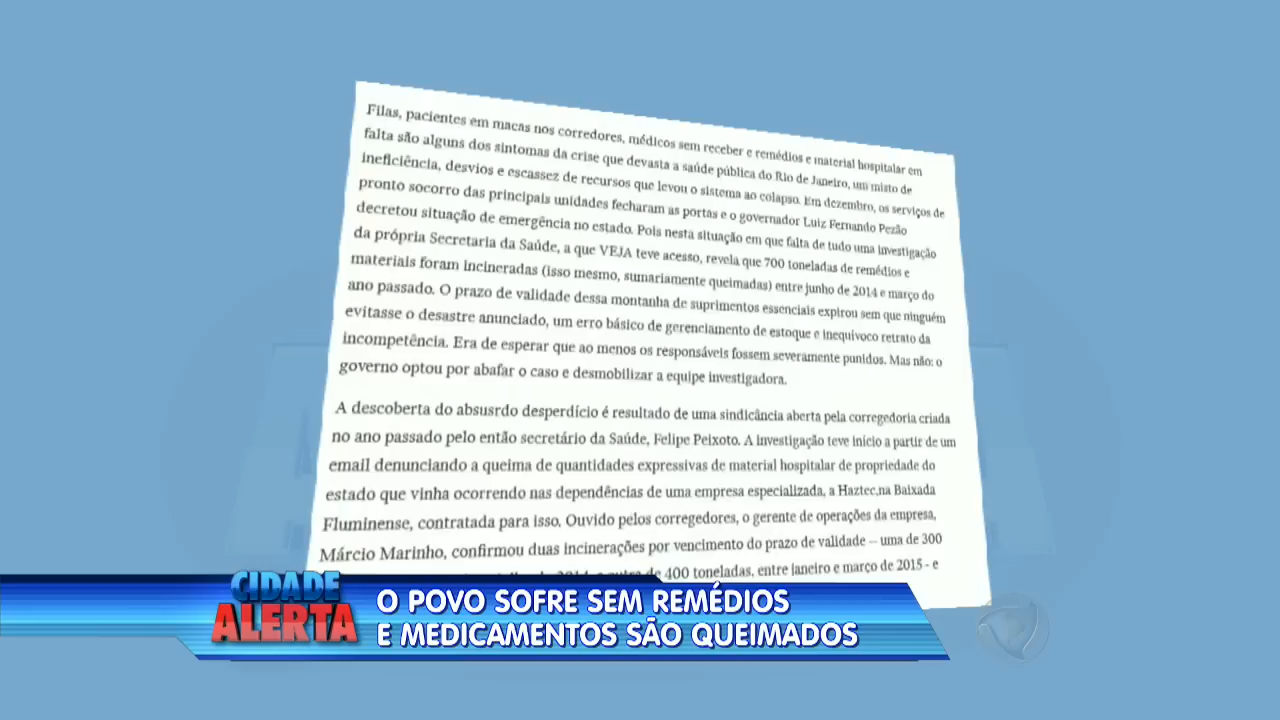 Filas, pacientes em macas nos corredores, médicos sem receber e remédios e material hospitalar em
falta são alguns dos sintomas da crise que devasta a saúde pública do Rio de Janeiro, um misto de
ineficiência, desvios e escassez de recursos que levou o sistema ao colapso. Em dezembro, os serviços de
pronto socorro das principais unidades fecharam as portas e o governador Luiz Fernando Pezão
decretou situação de emergência no estado. Pois nesta situação em que falta de tudo uma investigação
da própria Secretaria da Saúde, a que VEJA teve acesso, revela que 700 toneladas de remédios e
materiais foram incineradas (isso mesmo, sumariamente queimadas) entre junho de 2014 e março do
ano passado. O prazo de validade dessa montanha de suprimentos essenciais expirou sem que ninguém
evitasse o desastre anunciado, um erro básico de gerenciamento de estoque e inequivoco retrato da
incompetência. Era de esperar que ao menos os responsáveis fossem severamente punidos. Mas não: o
governo optou por abafar o caso e desmobilizar a equipe investigadora.
A descoberta do absusrdo desperdício é resultado de uma sindicância aberta pela corregedoria criada
no ano passado pelo então secretário da Saúde, Felipe Peixoto. A investigação teve início a partir de um
email denunciando a queima de quantidades expressivas de material hospitalar de propriedade do
estado que vinha ocorrendo nas dependências de uma empresa especializada, a Haztec,na Baixada
Fluminense, contratada para isso. Ouvido pelos corregedores, o gerente de operações da empresa,
Márcio Marinho, confirmou duas incinerações por vencimento do prazo de validade – uma de 300
2014, e outra de 400 toneladas, entre janeiro e março de 2015 - e
CIDADE
ALERTA
O POVO SOFRE SEM REMÉDIOS
E MEDICAMENTOS SÃO QUEIMADOS